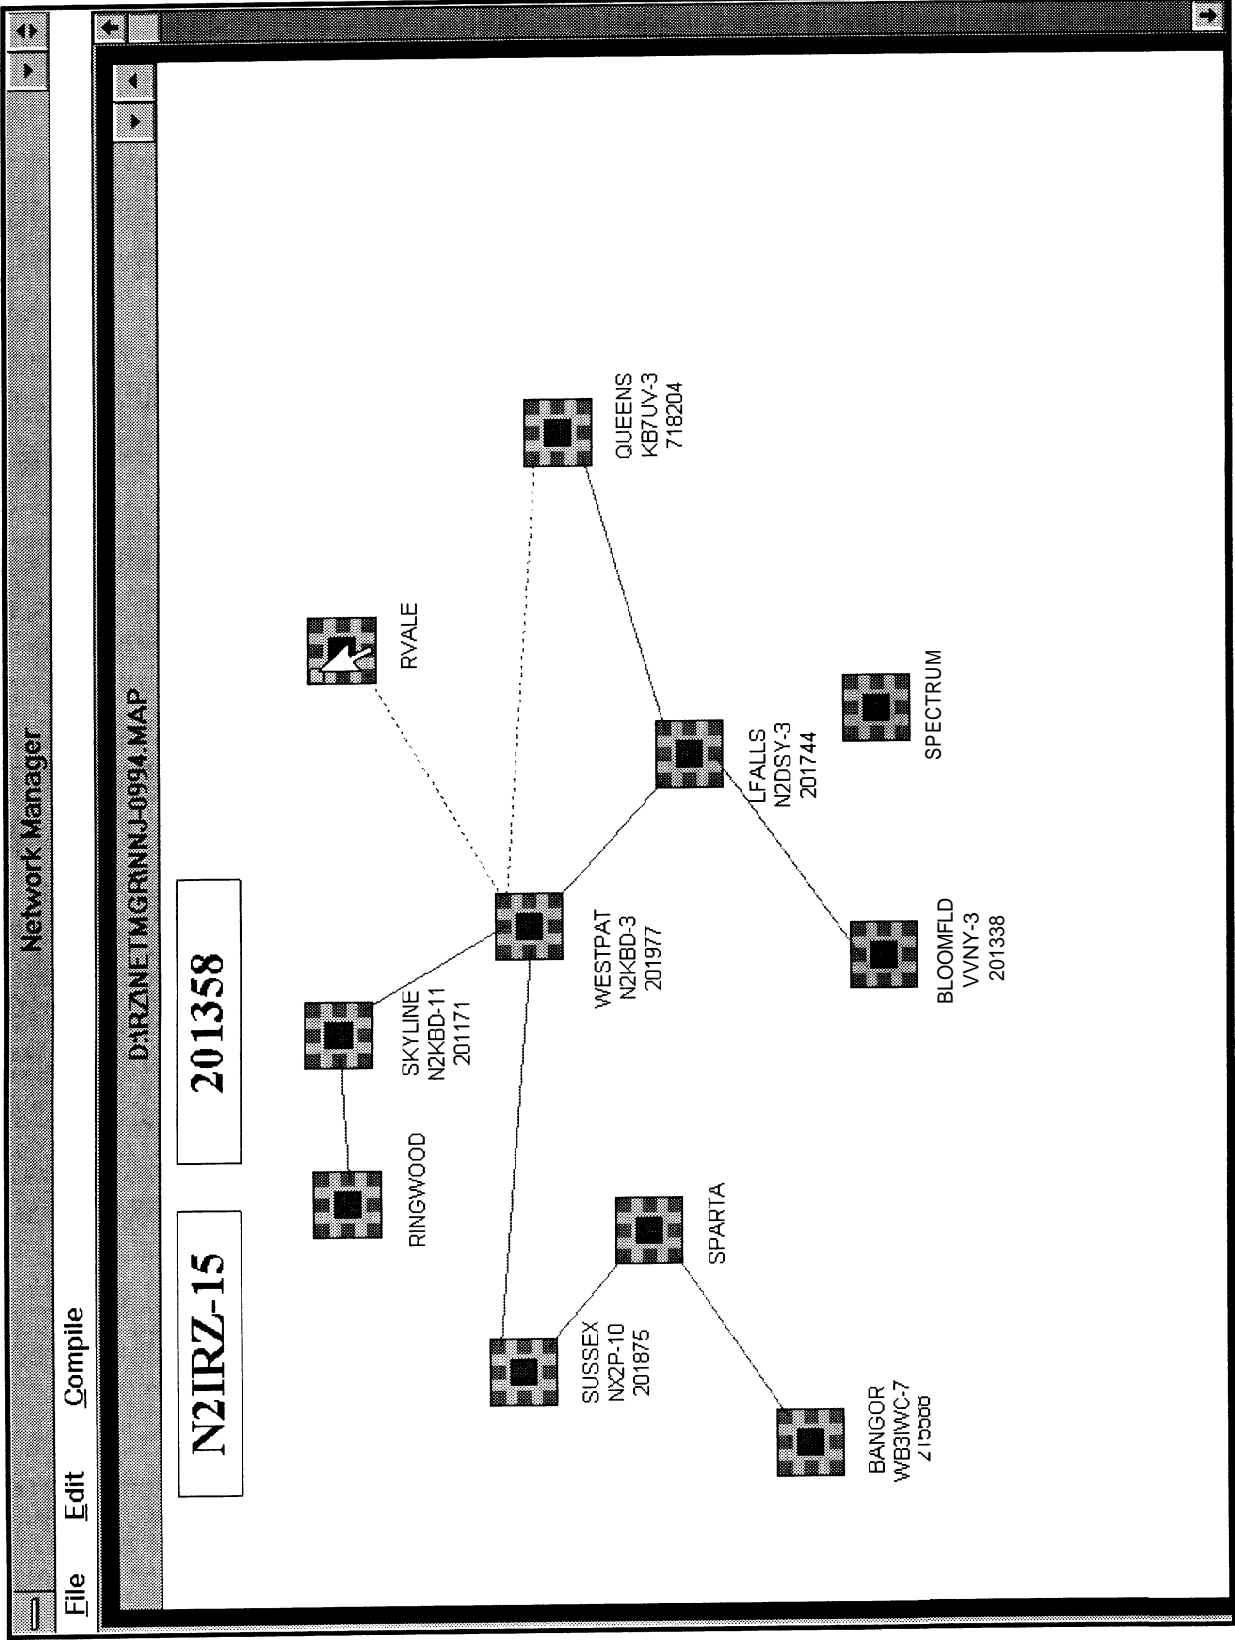 Network Manager
File Edit Compile
D:\IRZ\NETMGR\NNJ-0994.MAP
N2IRZ-15
201358
RVALE
RINGWOOD
SKYLINE
N2KBD-11
201171
QUEENS
KB7UV-3
718204
SUSSEX
NX2P-10
201875
WESTPAT
N2KBD-3
201977
SPARTA
LFALLS
N2DSY-3
201744
BANGOR
WB3IWC-7
BLOOMFLD
VVNY-3
201338
SPECTRUM